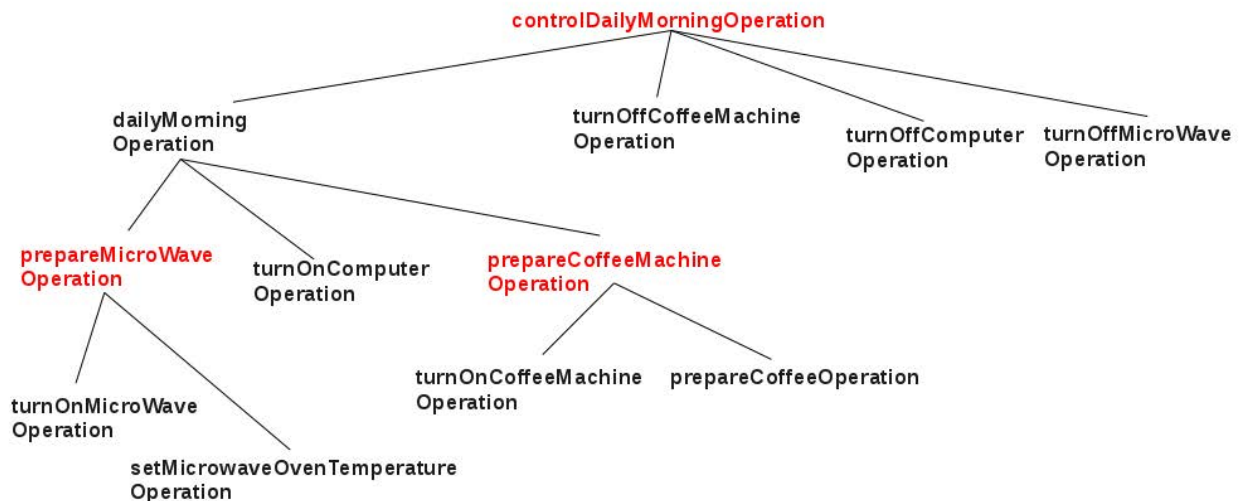 controlDailyMorningOperation
dailyMorning
Operation
turnOffCoffeeMachine
Operation
turnOffComputer
Operation
turnOffMicroWave
Operation
prepareMicroWave
Operation
turnOnComputer
Operation
prepareCoffeeMachine
Operation
turnOnMicroWave
Operation
setMicrowaveOvenTemperature
Operation
turnOnCoffeeMachine
Operation
prepareCoffeeOperation